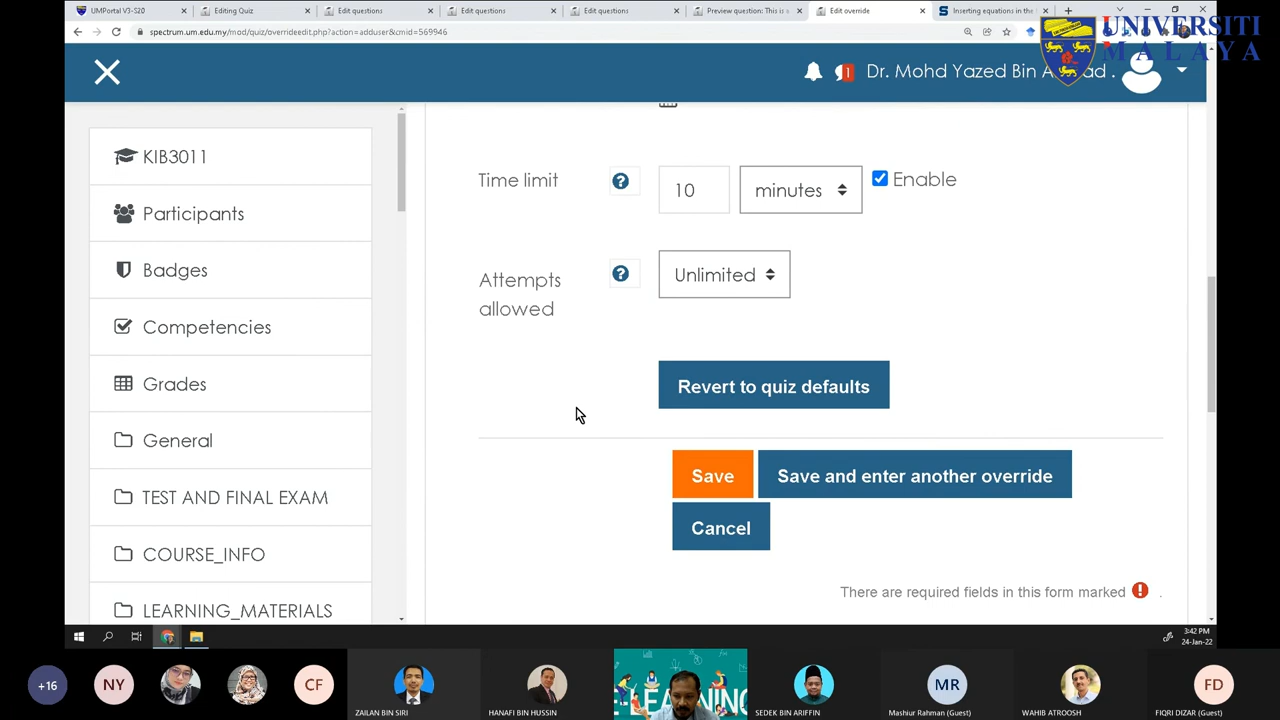 UMPortal V3-S20
Editing Quiz
Edit questions
Edit questions
Edit questions
Preview question: This is
Edit override
Inserting equations in the
spectrum.um.edu.my/mod/quiz/overrideedit.php?action=adduser&cmid=569946
UNIVERSITI
MALAYA
1
Dr. Mohd Yazed Bin
KIB3011
Participants
Badges
Competencies
Grades
General
TEST AND FINAL EXAM
COURSE_INFO
LEARNING_MATERIALS
Time limit
10
minutes
Enable
Attempts
allowed
Unlimited
Revert to quiz defaults
Save
Save and enter another override
Cancel
There are required fields in this form marked
.
3:42 PM
24-Jan-22
+16
NY
CF
ZAILAN BIN SIRI
HANAFI BIN HUSSIN
E-LEARNING
SEDEK BIN ARIFFIN
MR
Mashiur Rahman (Guest)
WAHIB ATROOSH
FD
FIQRI DIZAR (Guest)